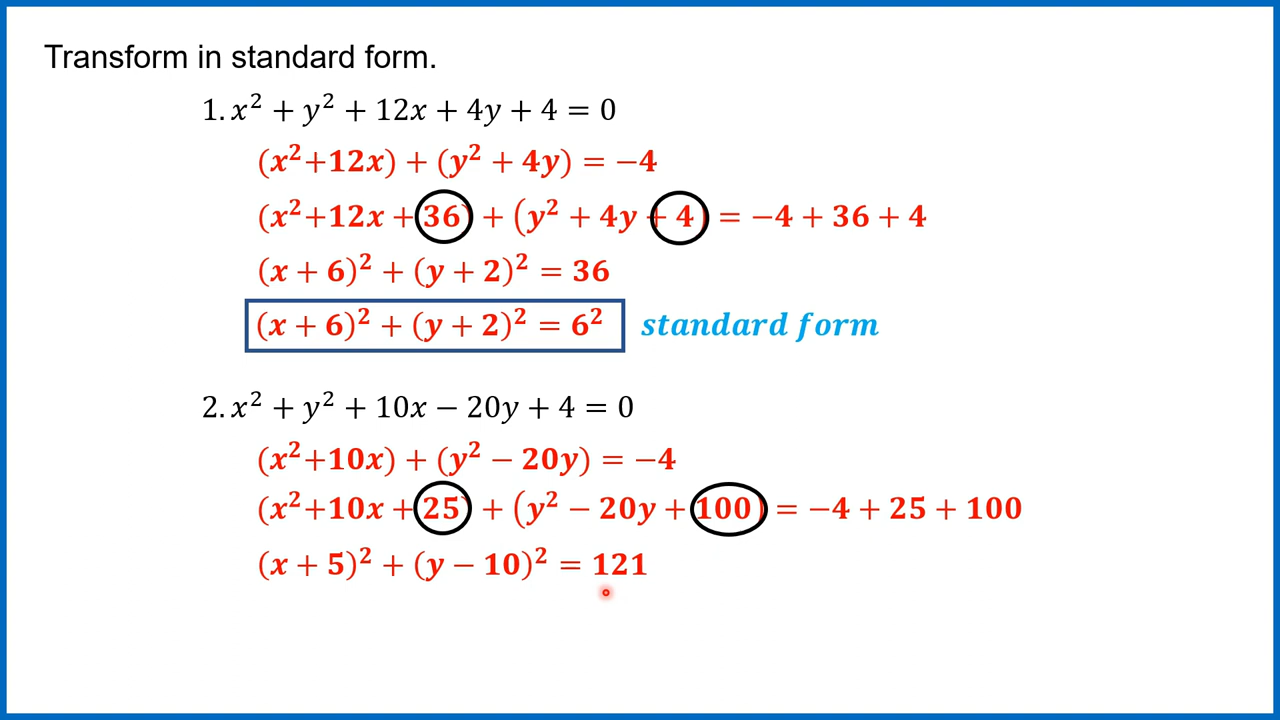 Transform in standard form.
1. x² + y² + 12x + 4y + 4 = 0
(x²+12x) + (y² + 4y) = −4
(x²+12x + 36) + (y² + 4y + 4) = −4 + 36 + 4
(x + 6)² + (y + 2)² = 36
(x + 6)² + (y + 2)² = 6² standard form
2. x² + y² + 10x − 20y + 4 = 0
(x²+10x) + (y² − 20y) = −4
(x²+10x + 25) + (y² − 20y + 100) = −4 + 25 + 100
(x + 5)² + (y − 10)² = 121